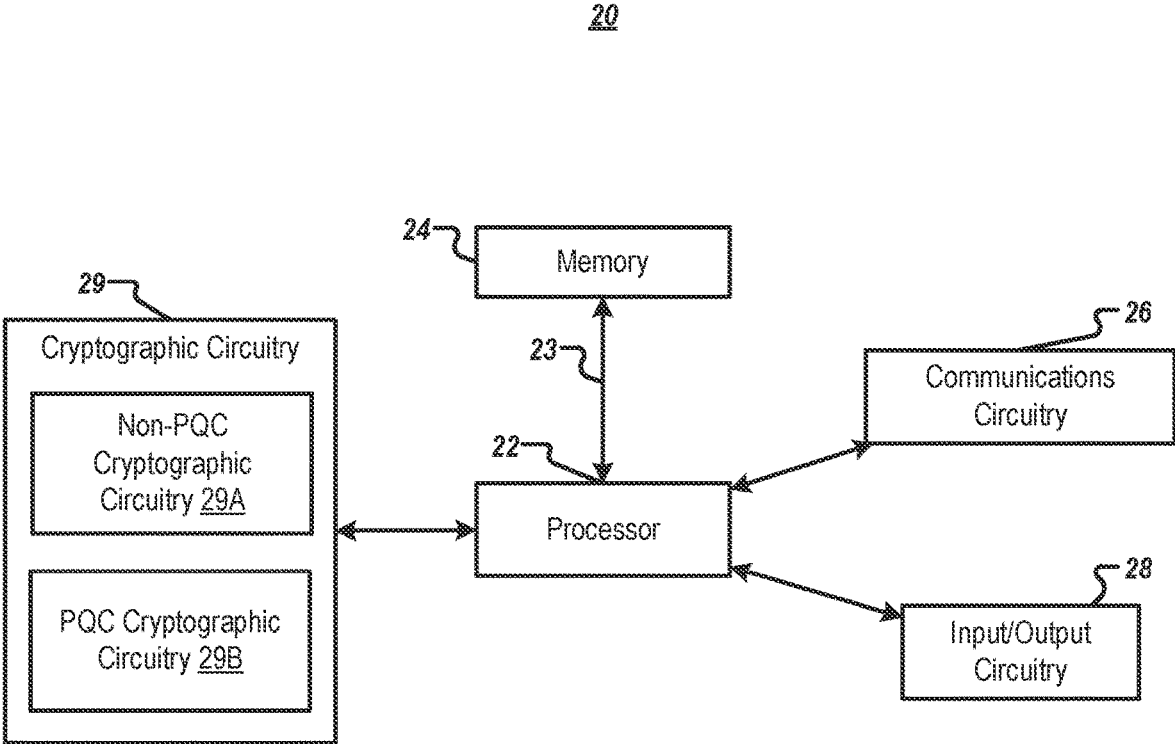 20
24
Memory
29
Cryptographic Circuitry
23
26
Communications
Circuitry
Non-PQC
Cryptographic
Circuitry 29A
22
Processor
PQC Cryptographic
Circuitry 29B
28
Input/Output
Circuitry